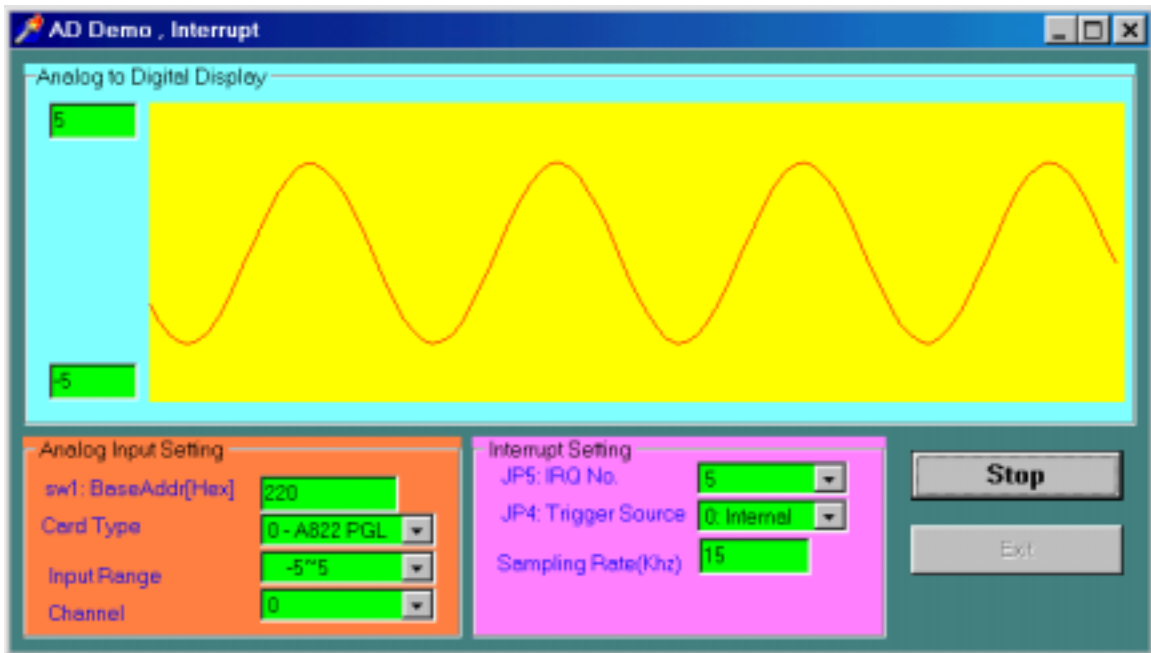 AD Demo , Interrupt
Analog to Digital Display
5
-5
Analog Input Setting
sw1: BaseAddr[Hex] 220
Card Type 0 - A822 PGL
Input Range -5~5
Channel 0
Interrupt Setting
JP5: IRQ No. 5
JP4: Trigger Source 0: Internal
Sampling Rate(Khz) 15
Stop
Exit